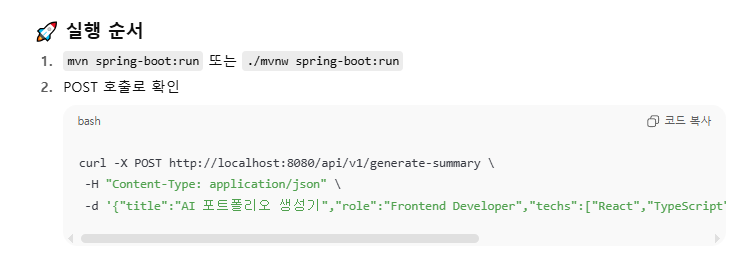 🚀 실행 순서
1. mvn spring-boot:run 또는 ./mvnw spring-boot:run
2. POST 호출로 확인
bash 코드 복사
curl -X POST http://localhost:8080/api/v1/generate-summary \
-H "Content-Type: application/json" \
-d '{"title":"AI 포트폴리오 생성기","role":"Frontend Developer","techs":["React","TypeScript"